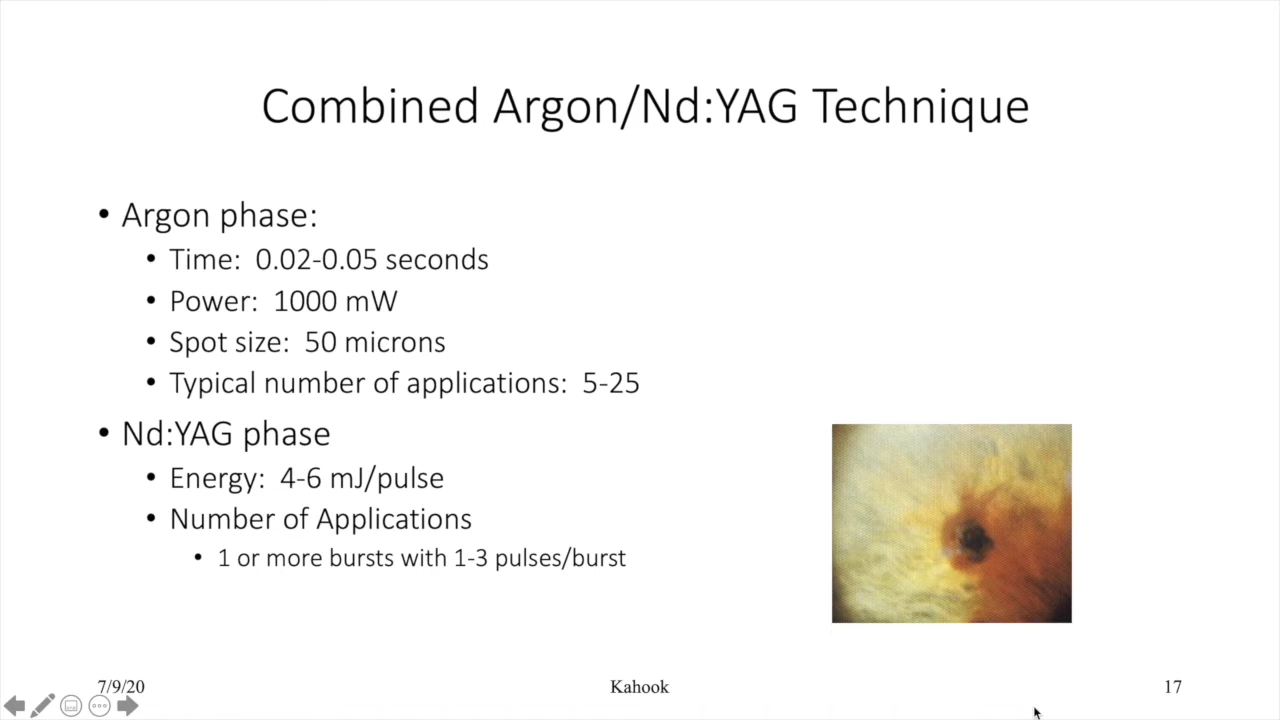 Combined Argon/Nd:YAG Technique
• Argon phase:
• Time: 0.02-0.05 seconds
• Power: 1000 mW
• Spot size: 50 microns
• Typical number of applications: 5-25
• Nd:YAG phase
• Energy: 4-6 mJ/pulse
• Number of Applications
• 1 or more bursts with 1-3 pulses/burst
7/9/20
Kahook
17